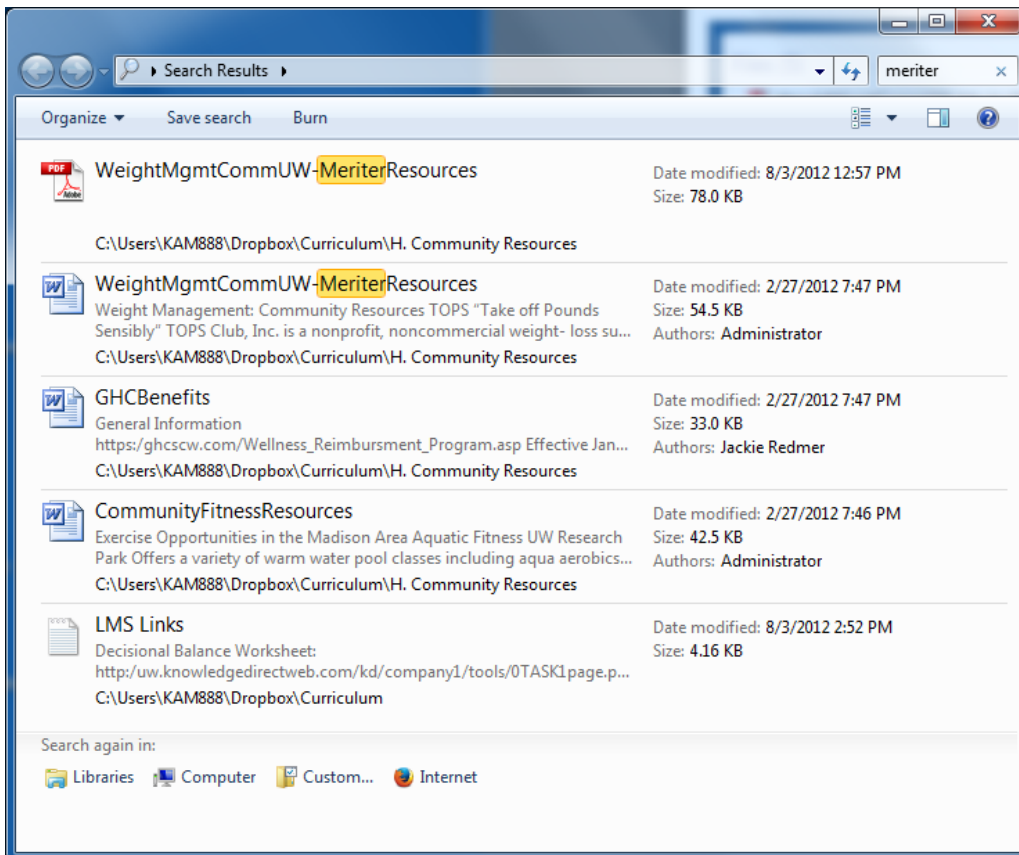 Search Results
meriter
Organize
Save search
Burn
PDF
Adobe
WeightMgmtCommUW-MeriterResources
Date modified: 8/3/2012 12:57 PM
Size: 78.0 KB
C:\Users\KAM888\Dropbox\Curriculum\H. Community Resources
WeightMgmtCommUW-MeriterResources
Date modified: 2/27/2012 7:47 PM
Weight Management: Community Resources TOPS “Take off Pounds
Size: 54.5 KB
Sensibly” TOPS Club, Inc. is a nonprofit, noncommercial weight- loss su...
Authors: Administrator
C:\Users\KAM888\Dropbox\Curriculum\H. Community Resources
GHCBenefits
Date modified: 2/27/2012 7:47 PM
General Information
Size: 33.0 KB
https:/ghcscw.com/Wellness_Reimbursment_Program.asp Effective Jan...
Authors: Jackie Redmer
C:\Users\KAM888\Dropbox\Curriculum\H. Community Resources
CommunityFitnessResources
Date modified: 2/27/2012 7:46 PM
Exercise Opportunities in the Madison Area Aquatic Fitness UW Research
Size: 42.5 KB
Park Offers a variety of warm water pool classes including aqua aerobics...
Authors: Administrator
C:\Users\KAM888\Dropbox\Curriculum\H. Community Resources
LMS Links
Date modified: 8/3/2012 2:52 PM
Decisional Balance Worksheet:
Size: 4.16 KB
http:/uw.knowledgedirectweb.com/kd/company1/tools/0TASK1page.p...
C:\Users\KAM888\Dropbox\Curriculum
Search again in:
Libraries
Computer
Custom...
Internet